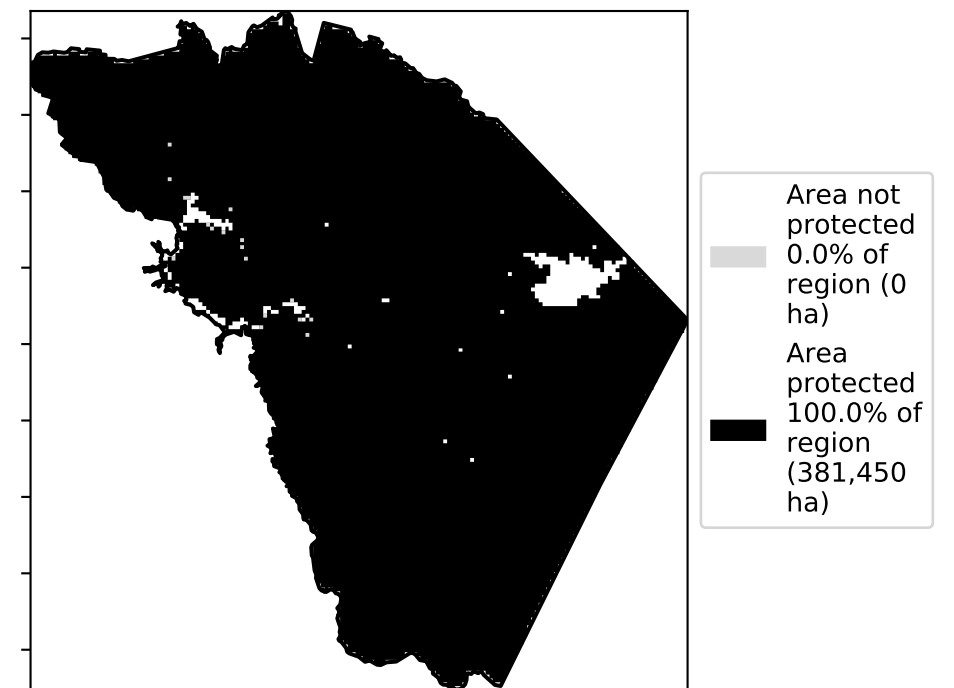 Area not
protected
0.0% of
region (0
ha)
Area
protected
100.0% of
region
(381,450
ha)